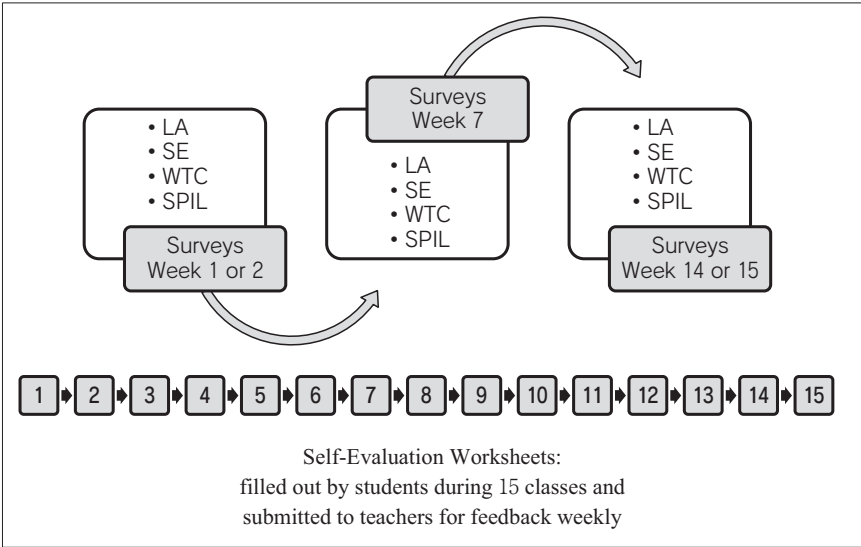 • LA
• SE
• WTC
• SPIL
Surveys
Week 1 or 2
Surveys
Week 7
• LA
• SE
• WTC
• SPIL
• LA
• SE
• WTC
• SPIL
Surveys
Week 14 or 15
1 2 3 4 5 6 7 8 9 10 11 12 13 14 15
Self-Evaluation Worksheets:
filled out by students during 15 classes and
submitted to teachers for feedback weekly